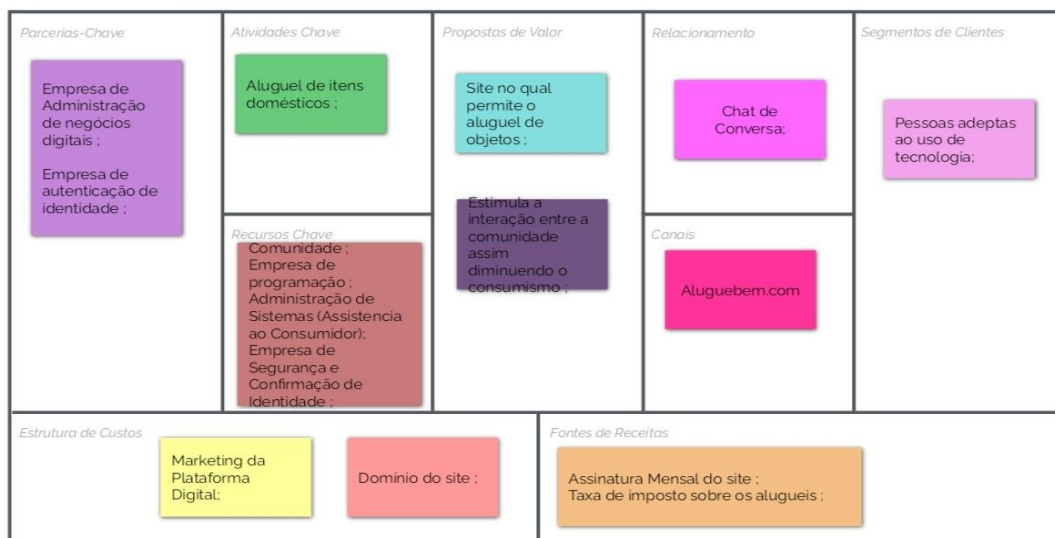 Parcerias-Chave
Empresa de
Administração
de negócios
digitais ;
Empresa de
autenticação de
identidade ;
Atividades Chave
Aluguel de itens
domésticos ;
Recursos Chave
Comunidade ;
Empresa de
programação ;
Administração de
Sistemas (Assistencia
ao Consumidor);
Empresa de
Segurança e
Confirmação de
Identidade ;
Propostas de Valor
Site no qual
permite o
aluguel de
objetos ;
Estimula a
interação entre a
comunidade
assim
diminuendo o
consumismo ;
Relacionamento
Chat de
Conversa;
Canais
Aluguebem.com
Segmentos de Clientes
Pessoas adeptas
ao uso de
tecnologia;
Estrutura de Custos
Marketing da
Plataforma
Digital;
Domínio do site ;
Fontes de Receitas
Assinatura Mensal do site ;
Taxa de imposto sobre os alugueis ;